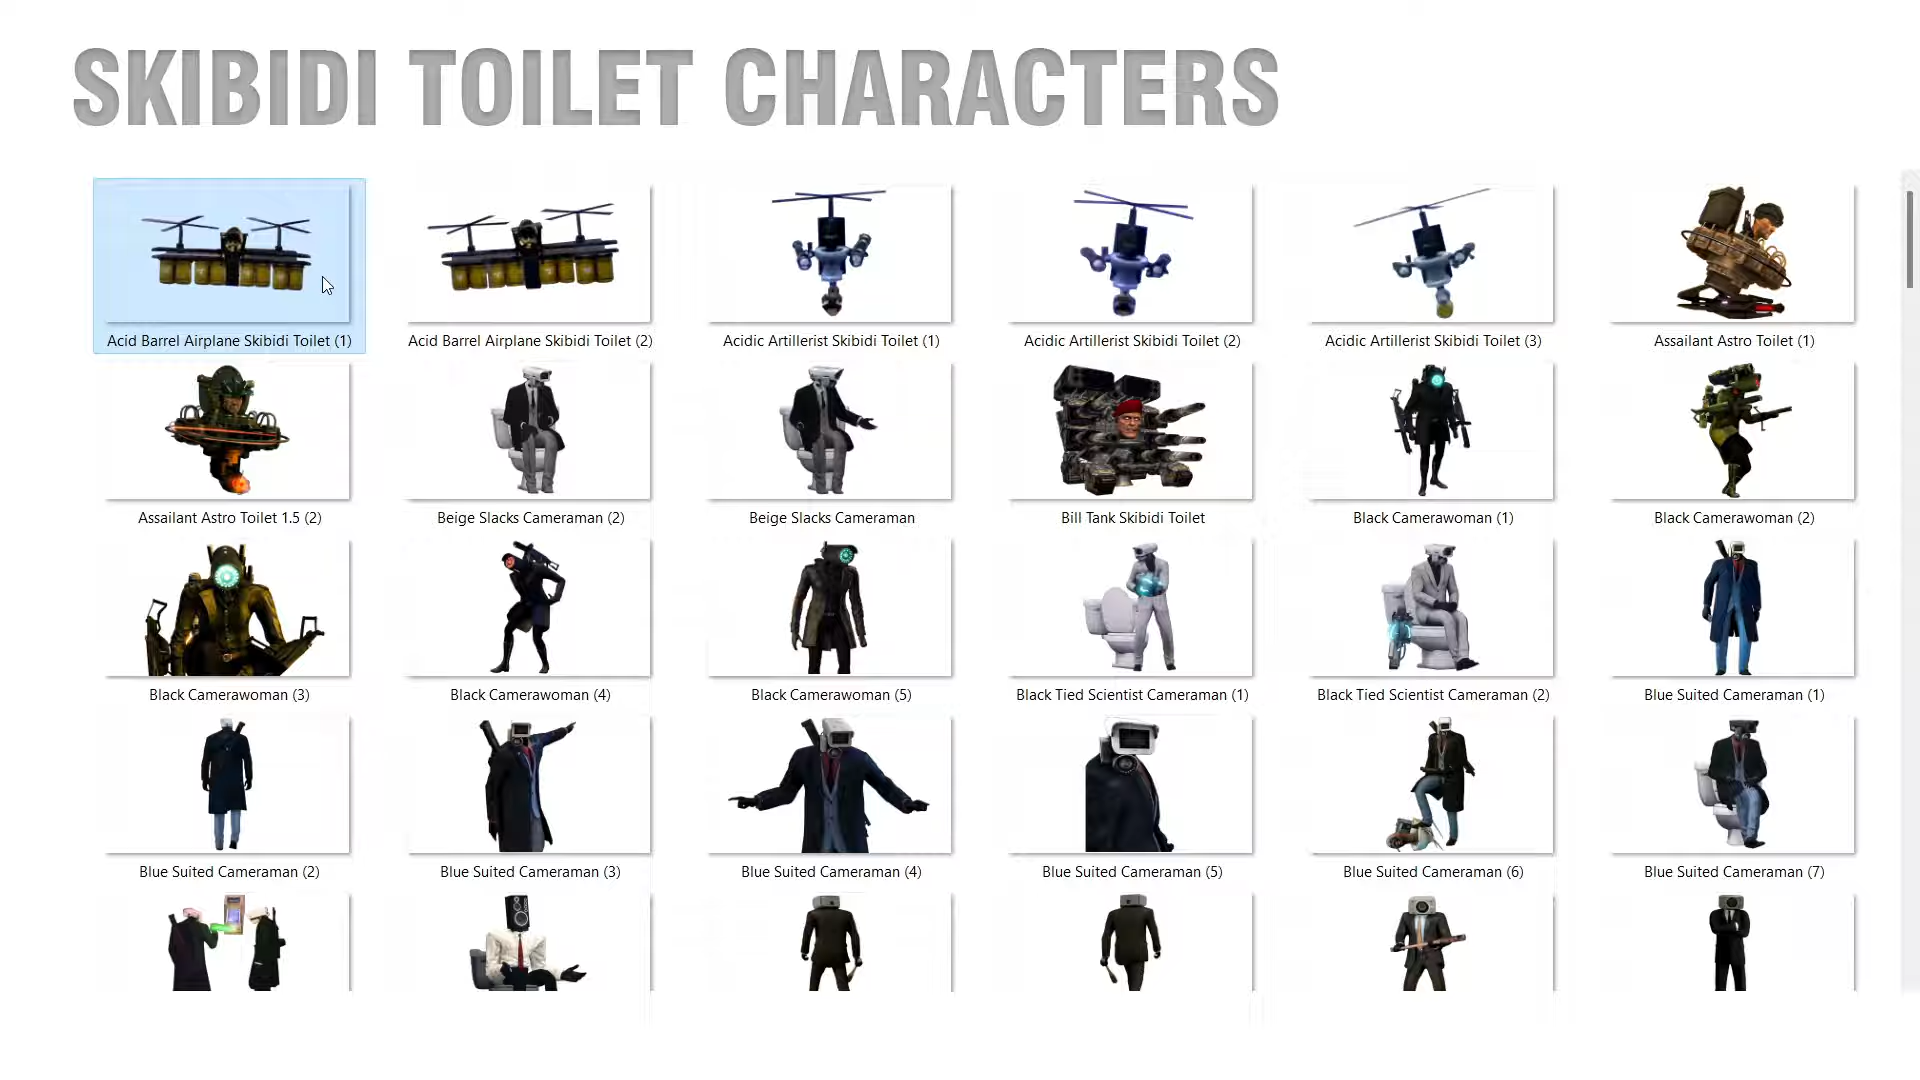 SKIBIDI TOILET CHARACTERS
Acid Barrel Airplane Skibidi Toilet (1)
Acid Barrel Airplane Skibidi Toilet (2)
Acidic Artillerist Skibidi Toilet (1)
Acidic Artillerist Skibidi Toilet (2)
Acidic Artillerist Skibidi Toilet (3)
Assailant Astro Toilet (1)
Assailant Astro Toilet 1.5 (2)
Beige Slacks Cameraman (2)
Beige Slacks Cameraman
Bill Tank Skibidi Toilet
Black Camerawoman (1)
Black Camerawoman (2)
Black Camerawoman (3)
Black Camerawoman (4)
Black Camerawoman (5)
Black Tied Scientist Cameraman (1)
Black Tied Scientist Cameraman (2)
Blue Suited Cameraman (1)
Blue Suited Cameraman (2)
Blue Suited Cameraman (3)
Blue Suited Cameraman (4)
Blue Suited Cameraman (5)
Blue Suited Cameraman (6)
Blue Suited Cameraman (7)